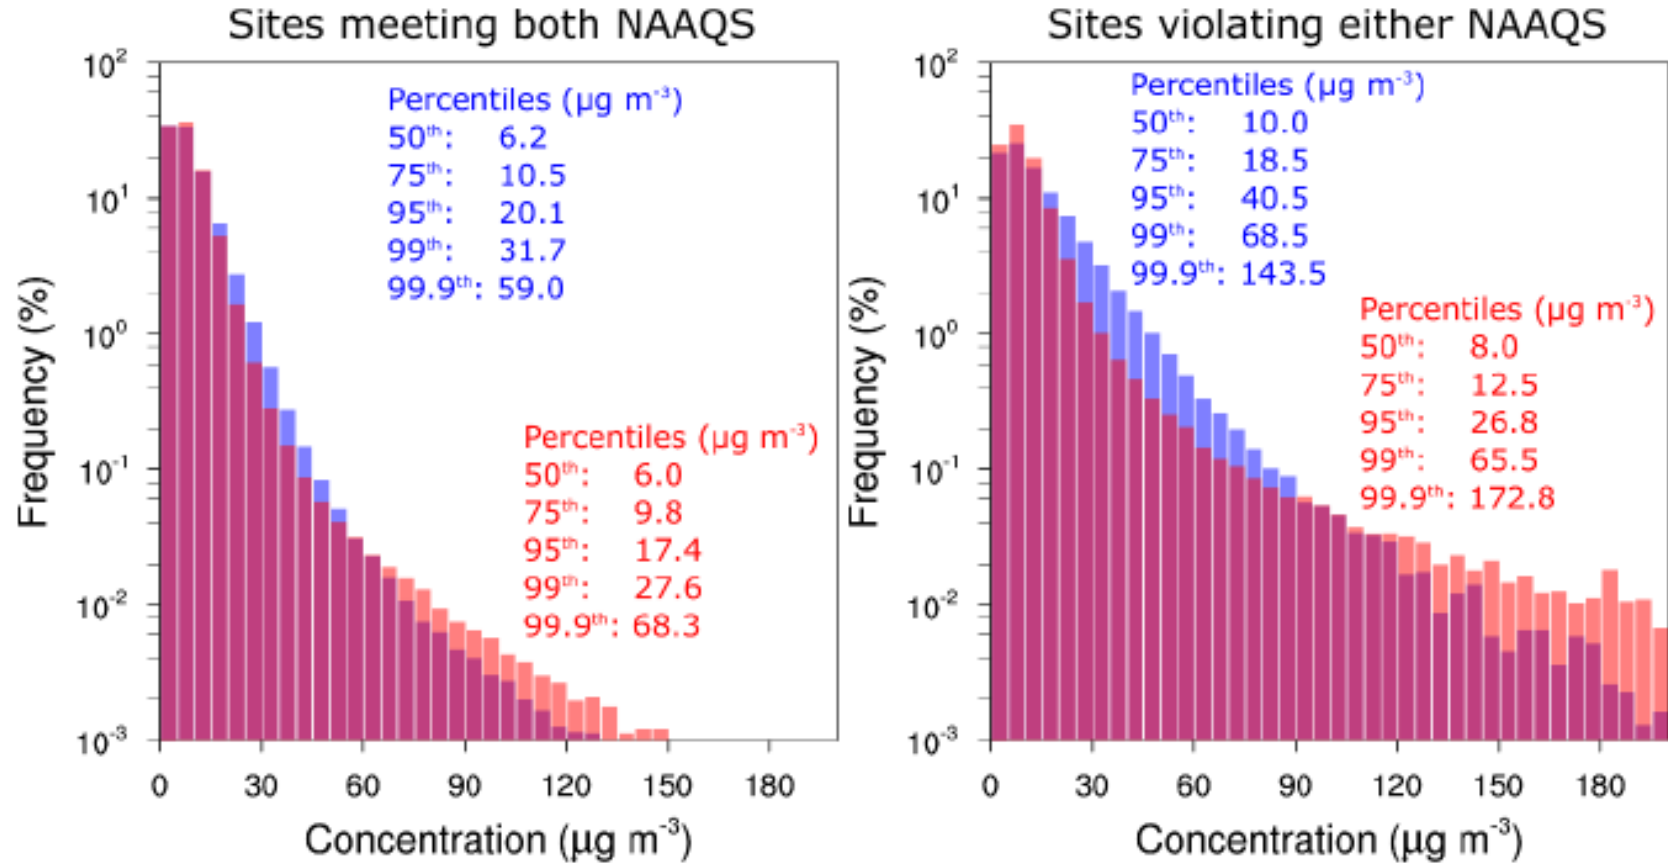 Sites meeting both NAAQS
Frequency (%)
10²
10¹
10⁰
10⁻¹
10⁻²
10⁻³
Percentiles (µg m⁻³)
50ᵗʰ: 6.2
75ᵗʰ: 10.5
95ᵗʰ: 20.1
99ᵗʰ: 31.7
99.9ᵗʰ: 59.0
Percentiles (µg m⁻³)
50ᵗʰ: 6.0
75ᵗʰ: 9.8
95ᵗʰ: 17.4
99ᵗʰ: 27.6
99.9ᵗʰ: 68.3
0 30 60 90 120 150 180
Concentration (µg m⁻³)
Sites violating either NAAQS
Frequency (%)
10²
10¹
10⁰
10⁻¹
10⁻²
10⁻³
Percentiles (µg m⁻³)
50ᵗʰ: 10.0
75ᵗʰ: 18.5
95ᵗʰ: 40.5
99ᵗʰ: 68.5
99.9ᵗʰ: 143.5
Percentiles (µg m⁻³)
50ᵗʰ: 8.0
75ᵗʰ: 12.5
95ᵗʰ: 26.8
99ᵗʰ: 65.5
99.9ᵗʰ: 172.8
0 30 60 90 120 150 180
Concentration (µg m⁻³)